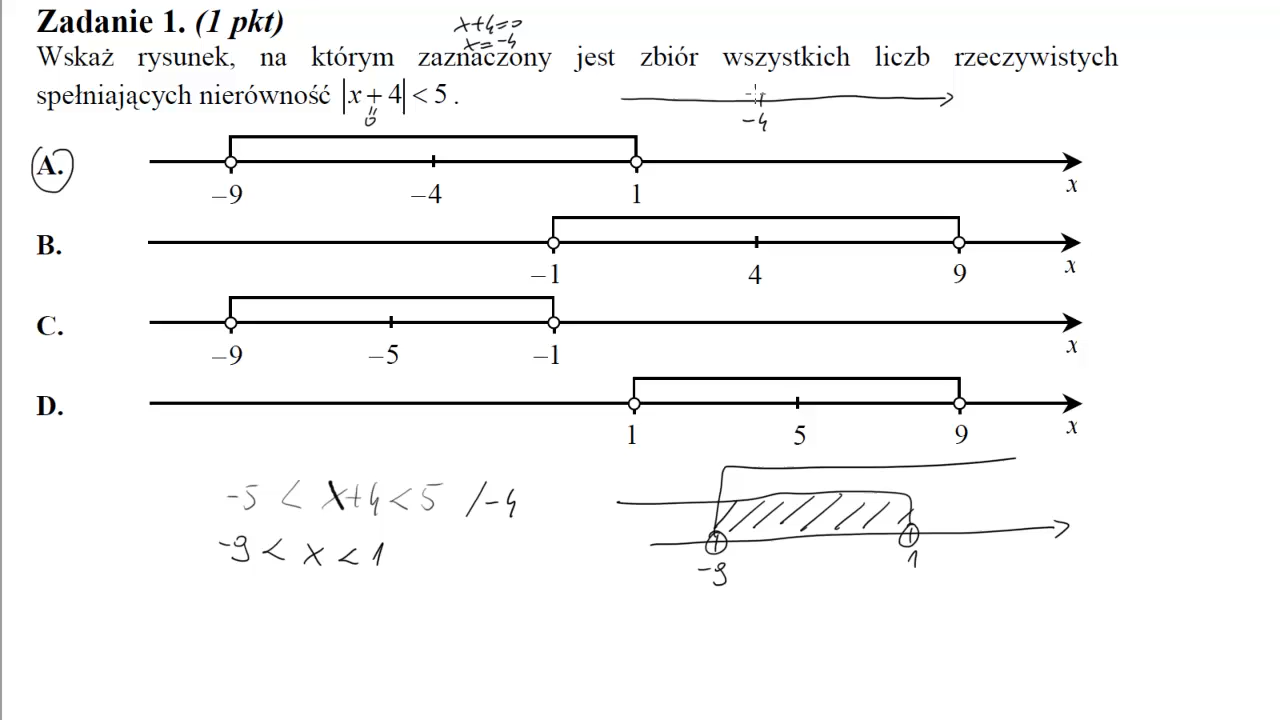 Zadanie 1. (1 pkt)
x+4=0
x=-4
Wskaż rysunek, na którym zaznaczony jest zbiór wszystkich liczb rzeczywistych
spełniających nierówność |x + 4| < 5 .
=
0
-4
A.
–9 –4 1 x
B.
–1 4 9 x
C.
–9 –5 –1 x
D.
1 5 9 x
-5 < x+4 < 5 /-4
-9 < x < 1
-9 1